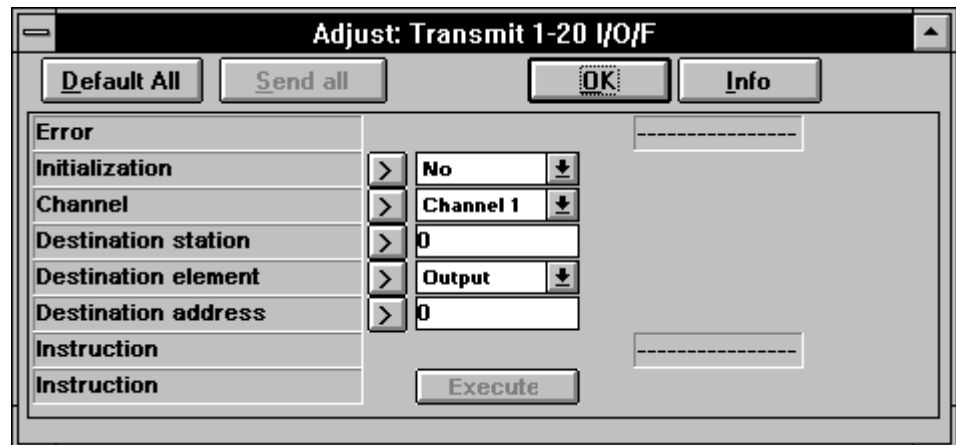 Adjust: Transmit 1-20 I/O/F
Default All Send all OK Info
Error ----------------
Initialization > No
Channel > Channel 1
Destination station > 0
Destination element > Output
Destination address > 0
Instruction ----------------
Instruction Execute